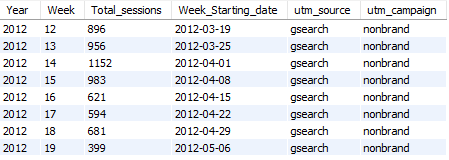 Year Week Total_sessions Week_Starting_date utm_source utm_campaign
2012 12 896 2012-03-19 gsearch nonbrand
2012 13 956 2012-03-25 gsearch nonbrand
2012 14 1152 2012-04-01 gsearch nonbrand
2012 15 983 2012-04-08 gsearch nonbrand
2012 16 621 2012-04-15 gsearch nonbrand
2012 17 594 2012-04-22 gsearch nonbrand
2012 18 681 2012-04-29 gsearch nonbrand
2012 19 399 2012-05-06 gsearch nonbrand